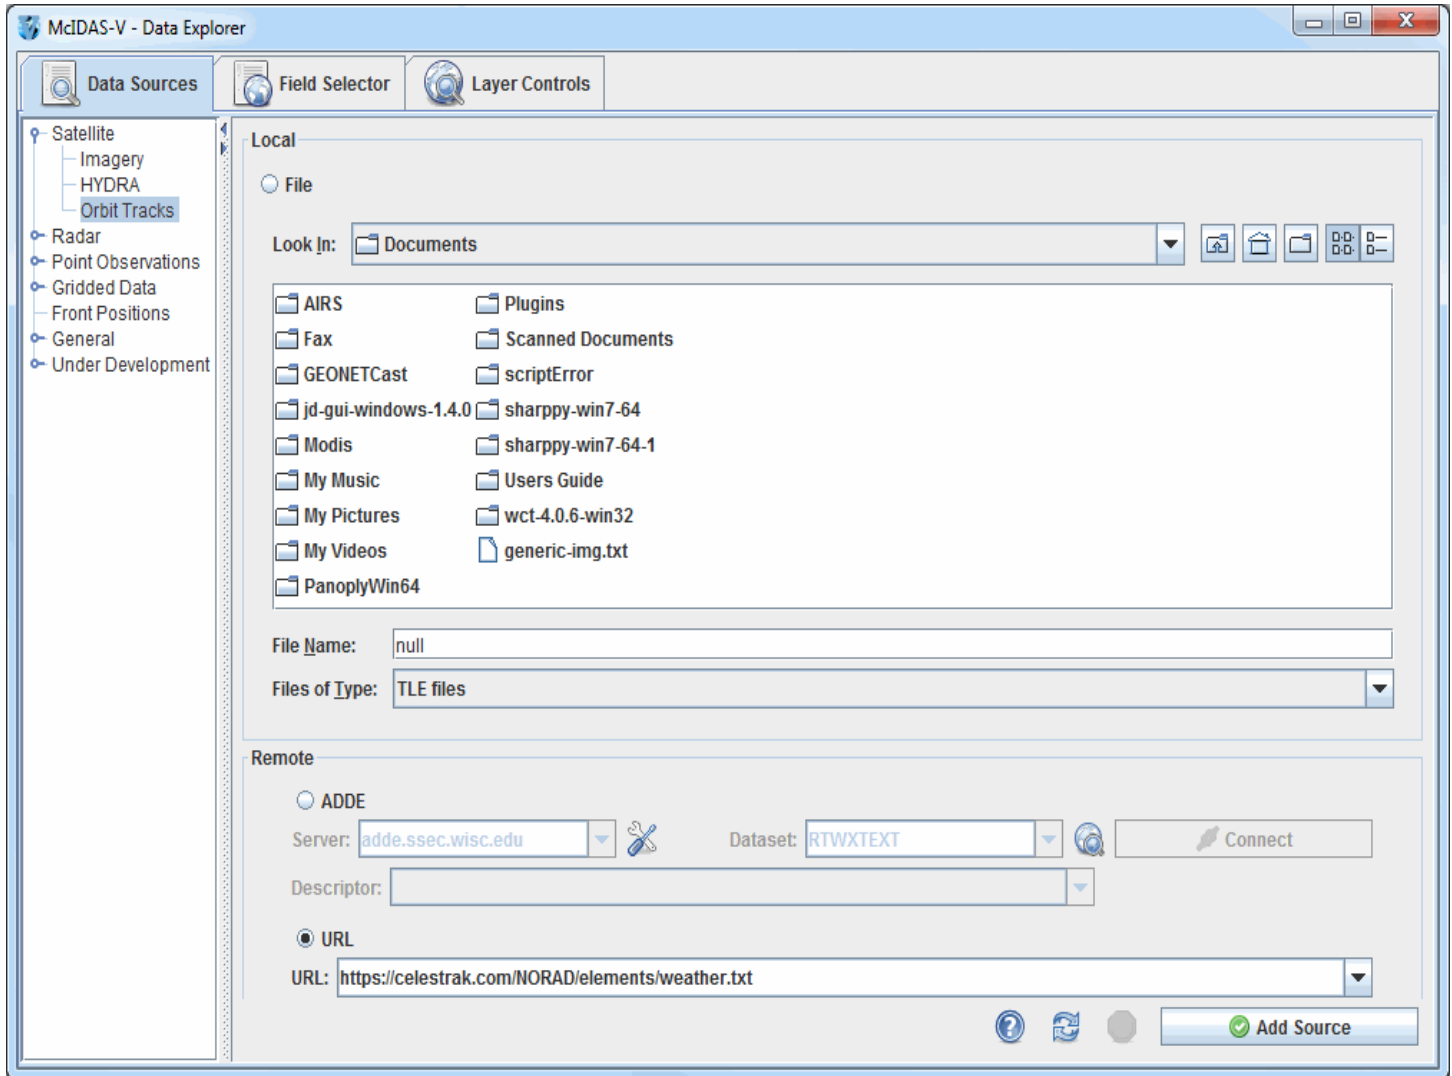 McIDAS-V - Data Explorer
Data Sources
Field Selector
Layer Controls
Satellite
Imagery
HYDRA
Orbit Tracks
Radar
Point Observations
Gridded Data
Front Positions
General
Under Development
Local
File
Look In: Documents
AIRS Plugins
Fax Scanned Documents
GEONETCast scriptError
jd-gui-windows-1.4.0 sharppy-win7-64
Modis sharppy-win7-64-1
My Music Users Guide
My Pictures wct-4.0.6-win32
My Videos generic-img.txt
PanoplyWin64
File Name: null
Files of Type: TLE files
Remote
ADDE
Server: adde.ssec.wisc.edu Dataset: RTWXTEXT Connect
Descriptor:
URL
URL: https://celestrak.com/NORAD/elements/weather.txt
Add Source